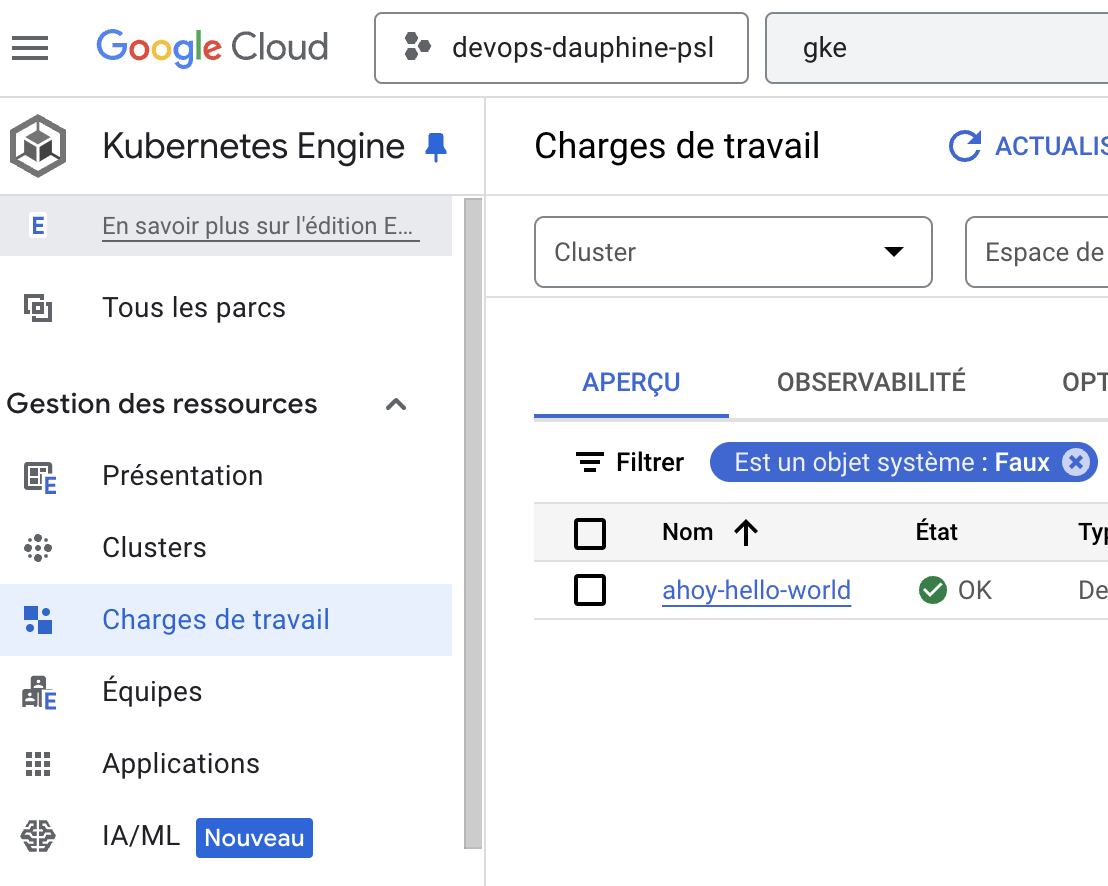 Google Cloud
devops-dauphine-psl
gke
Kubernetes Engine
Charges de travail
ACTUALIS
E
En savoir plus sur l'édition E...
Cluster
Espace de
Tous les parcs
APERÇU
OBSERVABILITÉ
OPT
Gestion des ressources
Filtrer
Est un objet système : Faux
Présentation
Nom
État
Typ
Clusters
ahoy-hello-world
OK
De
Charges de travail
Équipes
Applications
IA/ML
Nouveau